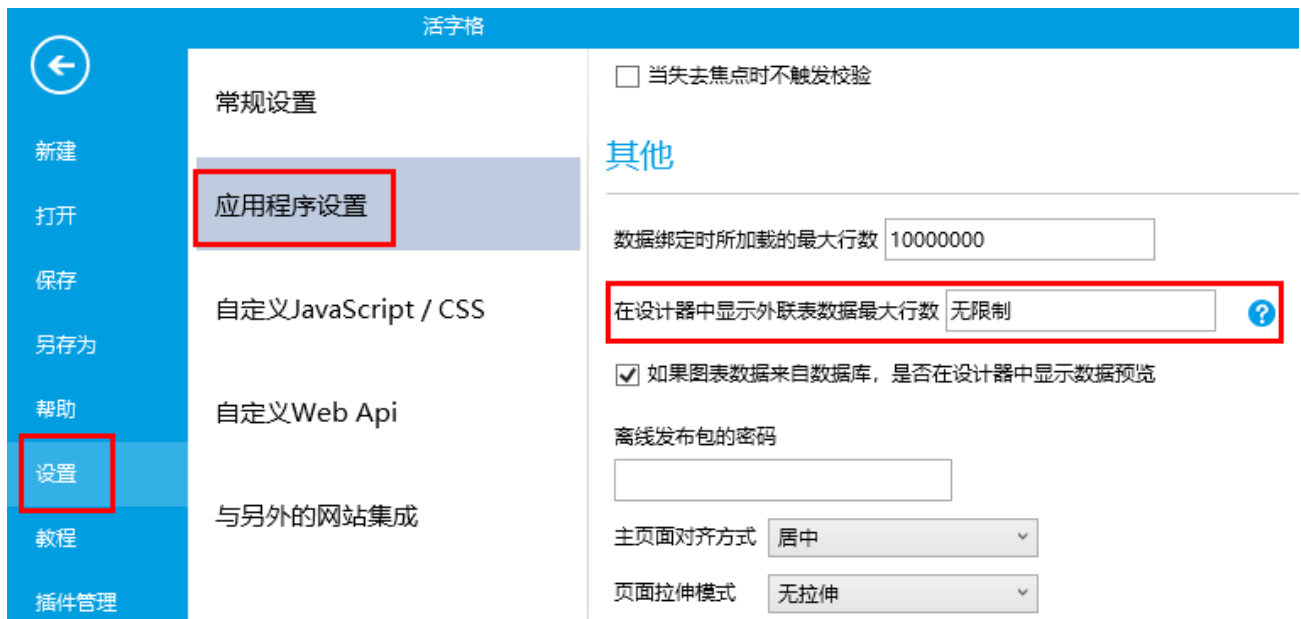 活字格
新建
打开
保存
另存为
帮助
设置
教程
插件管理
常规设置
应用程序设置
自定义JavaScript / CSS
自定义Web Api
与另外的网站集成
当失去焦点时不触发校验
其他
数据绑定时所加载的最大行数 10000000
在设计器中显示外联表数据最大行数 无限制 ?
如果图表数据来自数据库，是否在设计器中显示数据预览
离线发布包的密码
主页面对齐方式 居中
页面拉伸模式 无拉伸